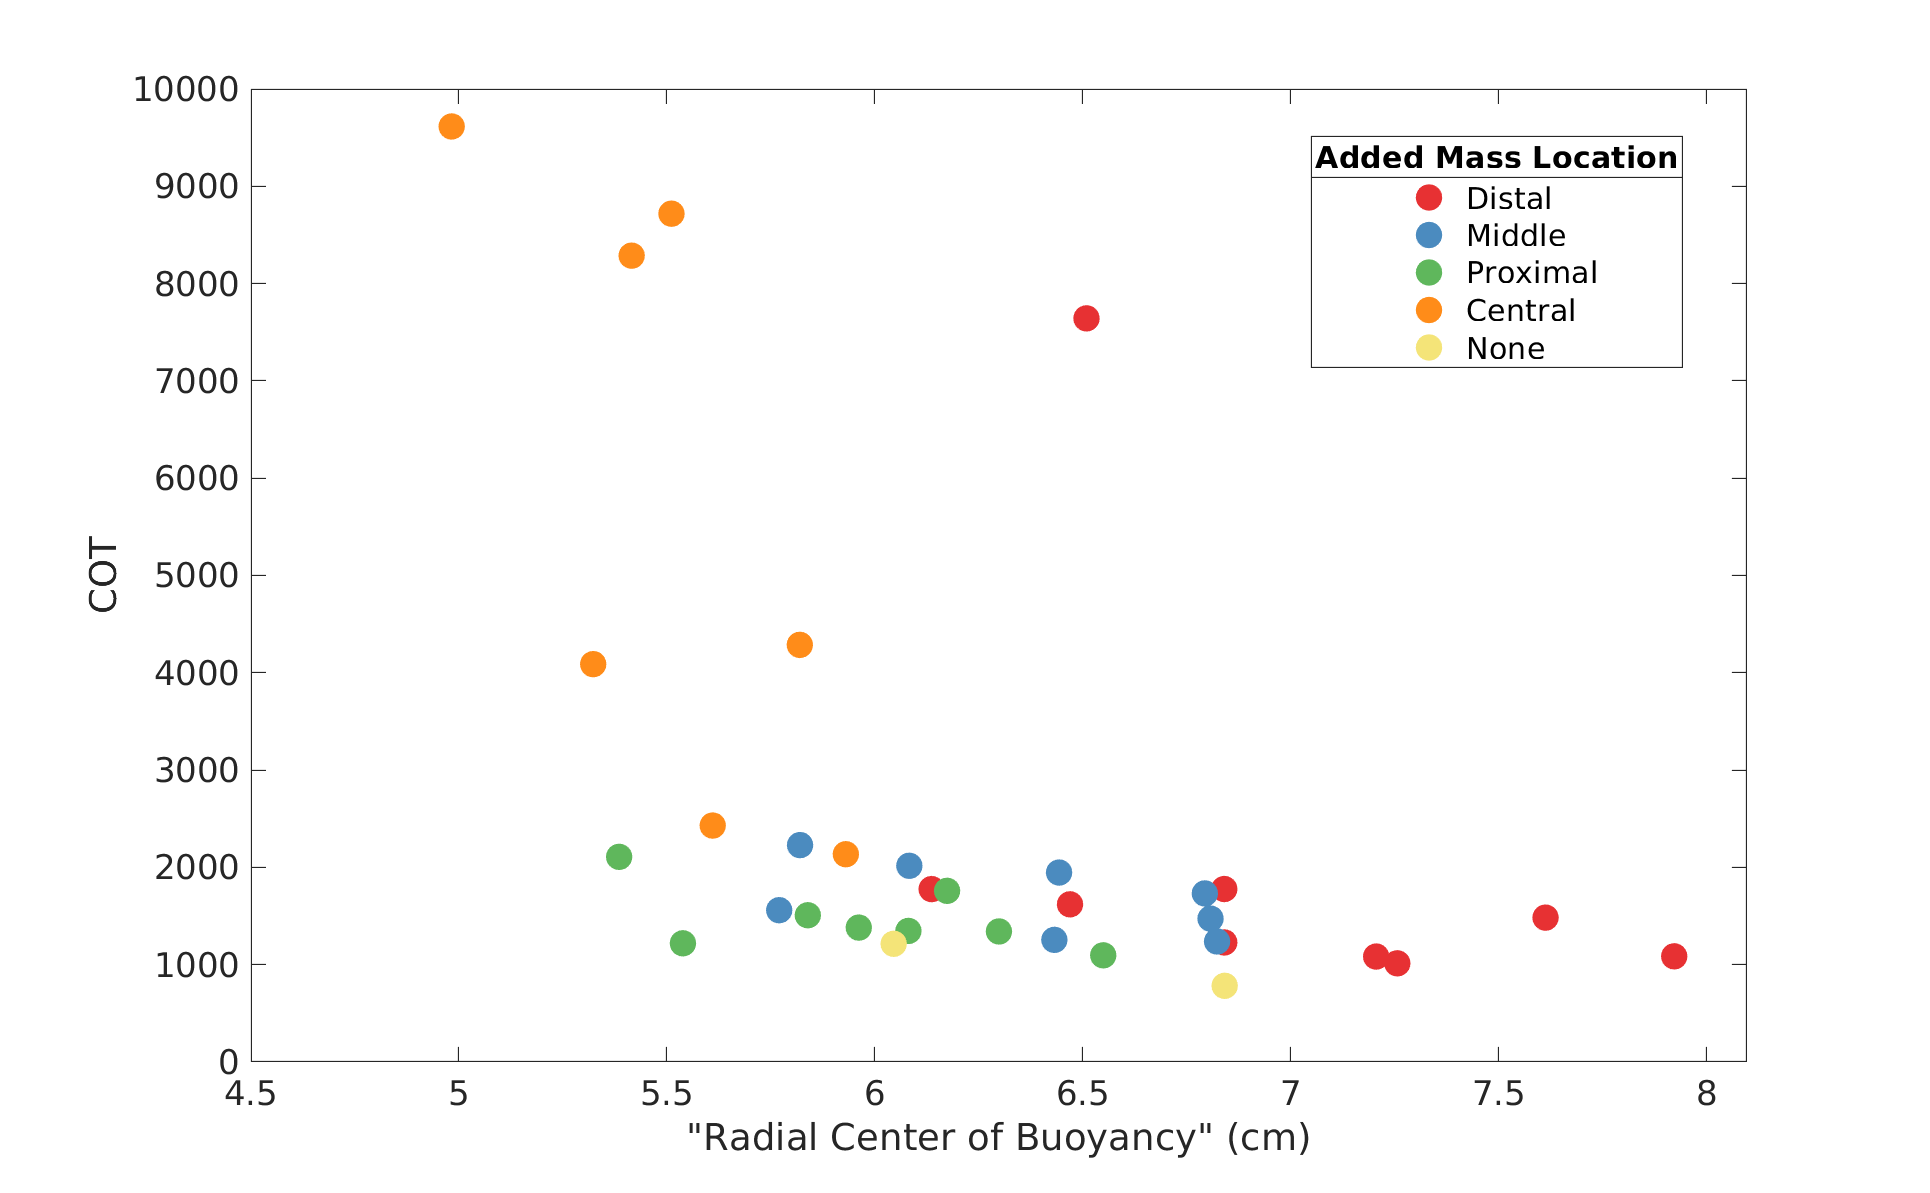 10000
9000
8000
7000
6000
5000
4000
3000
2000
1000
0
COT
4.5 5 5.5 6 6.5 7 7.5 8
"Radial Center of Buoyancy" (cm)
Added Mass Location
Distal
Middle
Proximal
Central
None